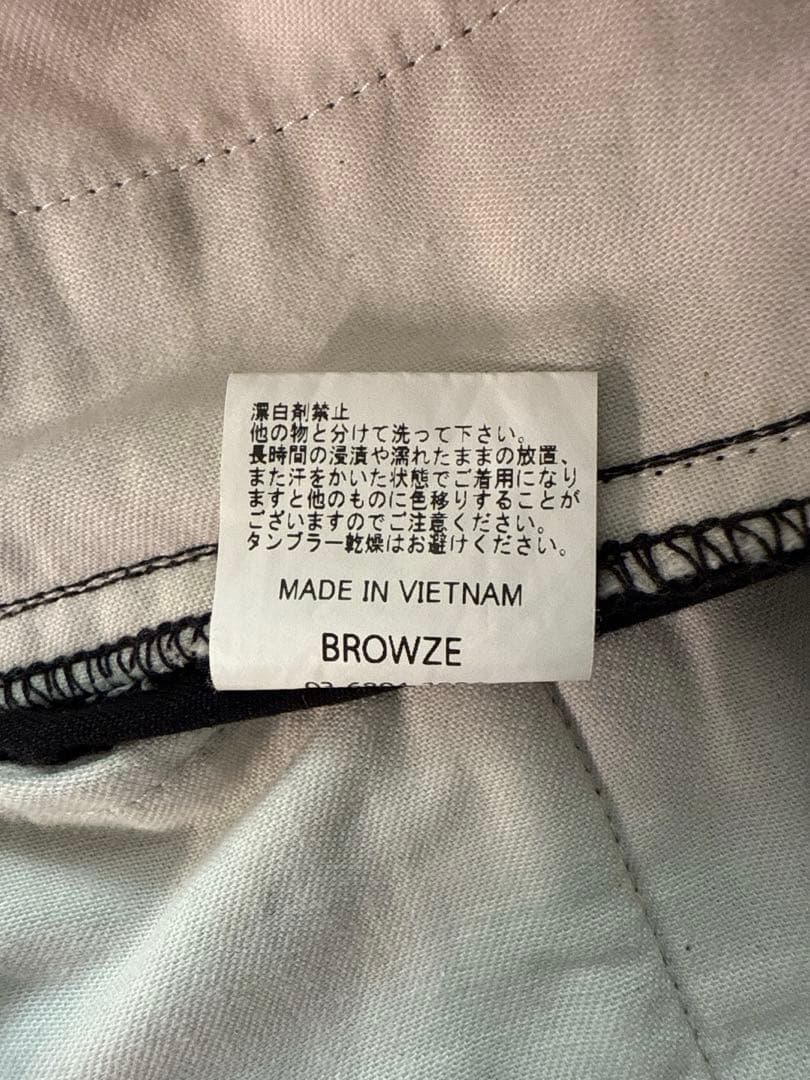 漂白剤禁止
他の物と分けて洗って下さい。
長時間の浸漬や濡れたままの放置、
また汗をかいた状態でご着用になり
ますと他のものに色移りすることが
ございますのでご注意ください。
タンブラー乾燥はお避けください。
MADE IN VIETNAM
BROWZE